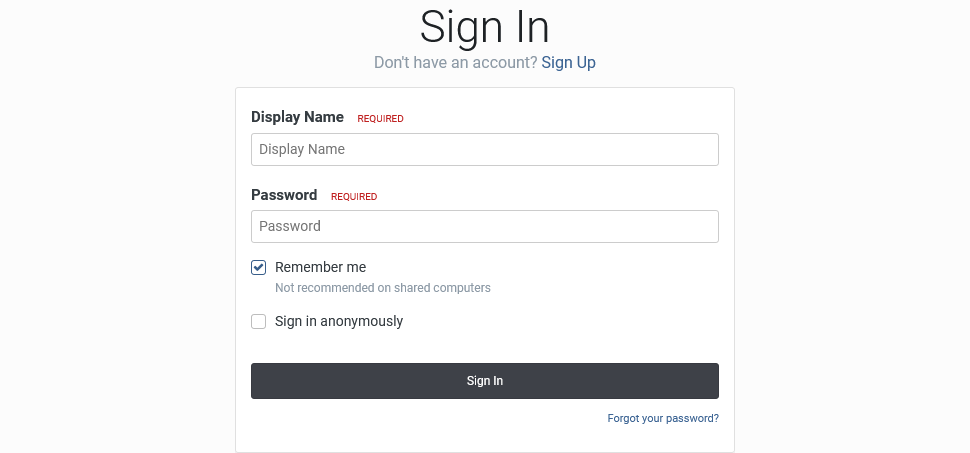 Sign In
Don't have an account? Sign Up
Display Name REQUIRED
Display Name
Password REQUIRED
Password
Remember me
Not recommended on shared computers
Sign in anonymously
Sign In
Forgot your password?